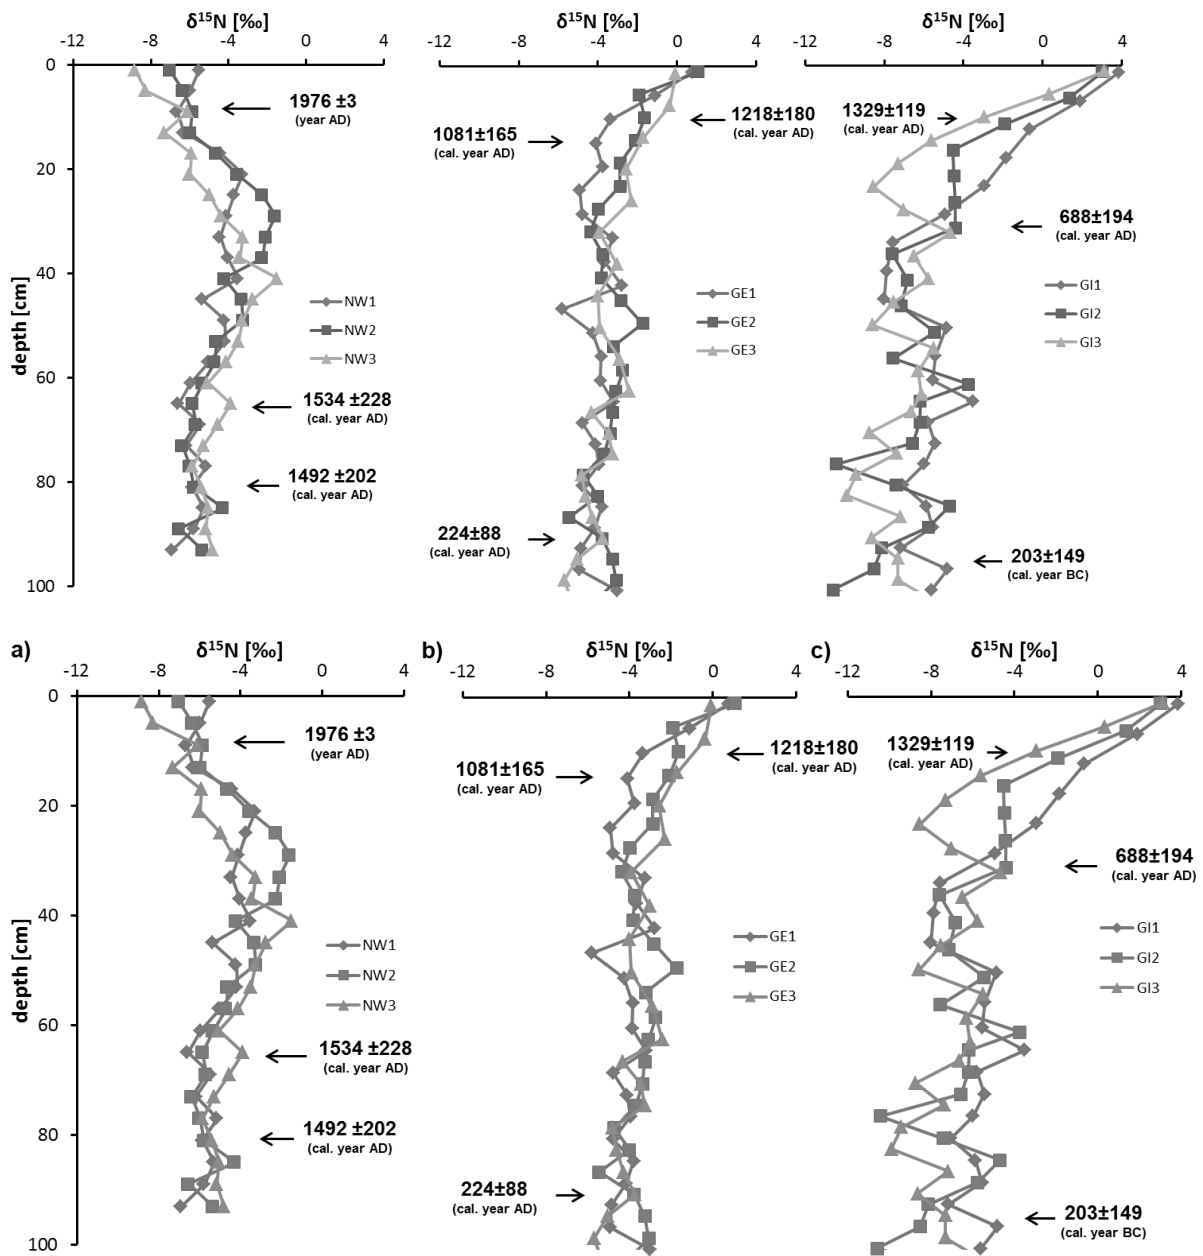 δ¹⁵N [‰]
-12 -8 -4 0 4
0
20
40
60
80
100
depth [cm]
1976 ±3
(year AD)
NW1
NW2
NW3
1534 ±228
(cal. year AD)
1492 ±202
(cal. year AD)
δ¹⁵N [‰]
-12 -8 -4 0 4
1081±165
(cal. year AD)
1218±180
(cal. year AD)
GE1
GE2
GE3
224±88
(cal. year AD)
δ¹⁵N [‰]
-12 -8 -4 0 4
1329±119
(cal. year AD)
688±194
(cal. year AD)
GI1
GI2
GI3
203±149
(cal. year BC)
a)
δ¹⁵N [‰]
-12 -8 -4 0 4
0
20
40
60
80
100
depth [cm]
1976 ±3
(year AD)
NW1
NW2
NW3
1534 ±228
(cal. year AD)
1492 ±202
(cal. year AD)
b)
δ¹⁵N [‰]
-12 -8 -4 0 4
1081±165
(cal. year AD)
1218±180
(cal. year AD)
GE1
GE2
GE3
224±88
(cal. year AD)
c)
δ¹⁵N [‰]
-12 -8 -4 0 4
1329±119
(cal. year AD)
688±194
(cal. year AD)
GI1
GI2
GI3
203±149
(cal. year BC)